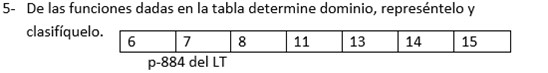 5- De las funciones dadas en la tabla determine dominio, represéntelo y
clasifíquelo.
6 7 8 11 13 14 15
p-884 del LT